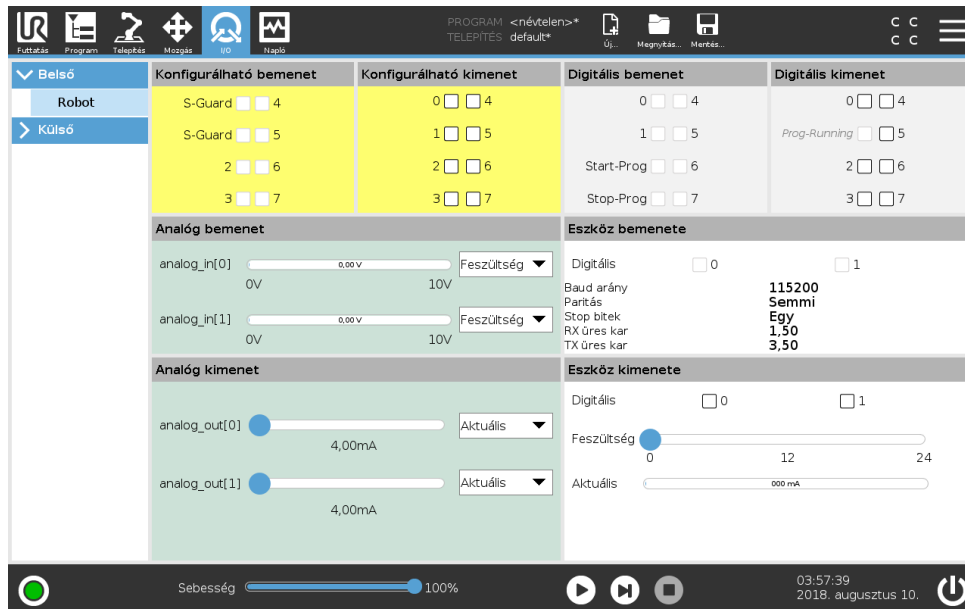 PROGRAM <névtelen>*
TELEPÍTÉS default*
C C
C C
UR
Futtatás Program Telepítés Mozgás I/O Napló Új... Megnyitás... Mentés...
Belső
Robot
Külső
Konfigurálható bemenet Konfigurálható kimenet Digitális bemenet Digitális kimenet
S-Guard 4 0 4 0 4 0 4
S-Guard 5 1 5 1 5 Prog-Running 5
2 6 2 6 Start-Prog 6 2 6
3 7 3 7 Stop-Prog 7 3 7
Analóg bemenet
analog_in[0] 0,00 V Feszültség
0V 10V
analog_in[1] 0,00 V Feszültség
0V 10V
Eszköz bemenete
Digitális 0 1
Baud arány 115200
Paritás Semmi
Stop bitek Egy
RX üres kar 1,50
TX üres kar 3,50
Analóg kimenet
analog_out[0] Aktuális
4,00mA
analog_out[1] Aktuális
4,00mA
Eszköz kimenete
Digitális 0 1
Feszültség
0 12 24
Aktuális 000 mA
Sebesség 100%
03:57:39
2018. augusztus 10.